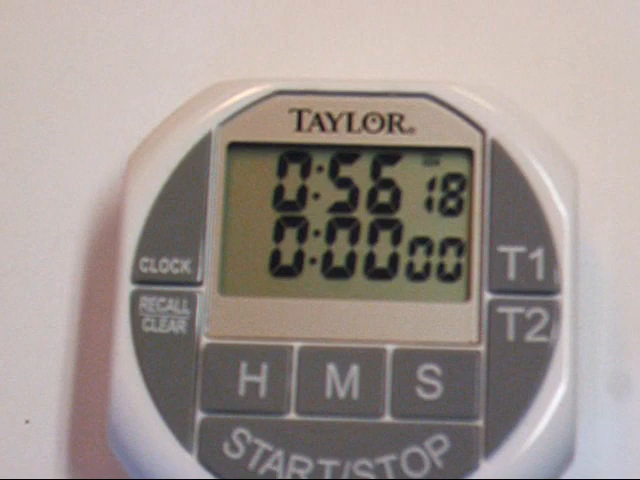 TAYLOR
0:56 18
0:00 00
CLOCK
T1
RECALL
CLEAR
T2
H M S
START/STOP